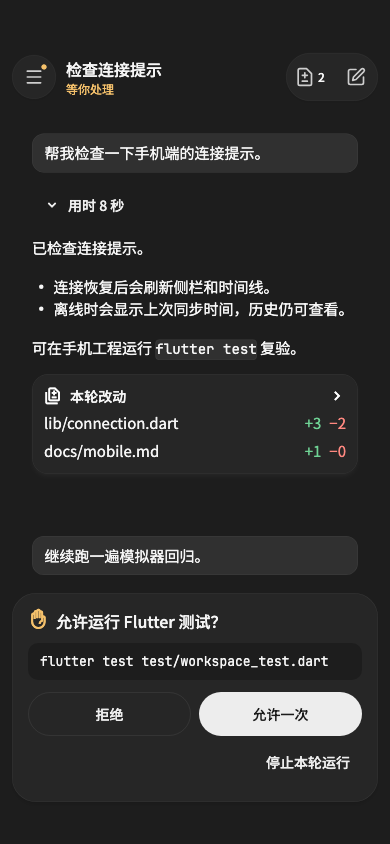 检查连接提示
等你处理
2
帮我检查一下手机端的连接提示。
用时 8 秒
已检查连接提示。
• 连接恢复后会刷新侧栏和时间线。
• 离线时会显示上次同步时间，历史仍可查看。
可在手机工程运行 flutter test 复验。
本轮改动
lib/connection.dart +3 −2
docs/mobile.md +1 −0
继续跑一遍模拟器回归。
允许运行 Flutter 测试？
flutter test test/workspace_test.dart
拒绝 允许一次
停止本轮运行